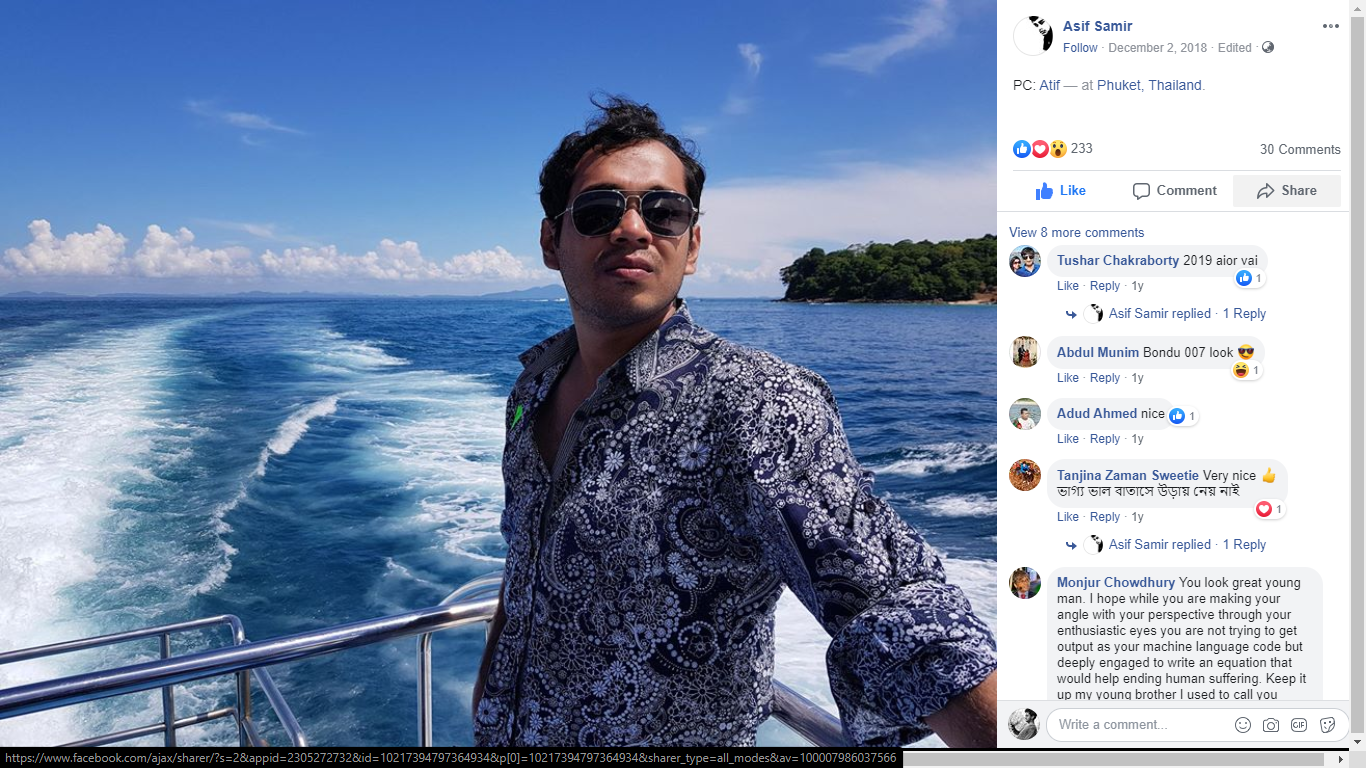 Asif Samir
Follow · December 2, 2018 · Edited ·
PC: Atif — at Phuket, Thailand.
233
30 Comments
Like
Comment
Share
View 8 more comments
Tushar Chakraborty 2019 aior vai
1
Like · Reply · 1y
Asif Samir replied · 1 Reply
Abdul Munim Bondu 007 look 😎
1
Like · Reply · 1y
Adud Ahmed nice
1
Like · Reply · 1y
Tanjina Zaman Sweetie Very nice 👍
ভাগ্য ভাল বাতাসে উড়ায় নেয় নাই
1
Like · Reply · 1y
Asif Samir replied · 1 Reply
Monjur Chowdhury You look great young
man. I hope while you are making your
angle with your perspective through your
enthusiastic eyes you are not trying to get
output as your machine language code but
deeply engaged to write an equation that
would help ending human suffering. Keep it
up my young brother I used to call you
Write a comment...
GIF
https://www.facebook.com/ajax/sharer/?s=2&appid=2305272732&id=10217394797364934&p[0]=10217394797364934&sharer_type=all_modes&av=100007986037566